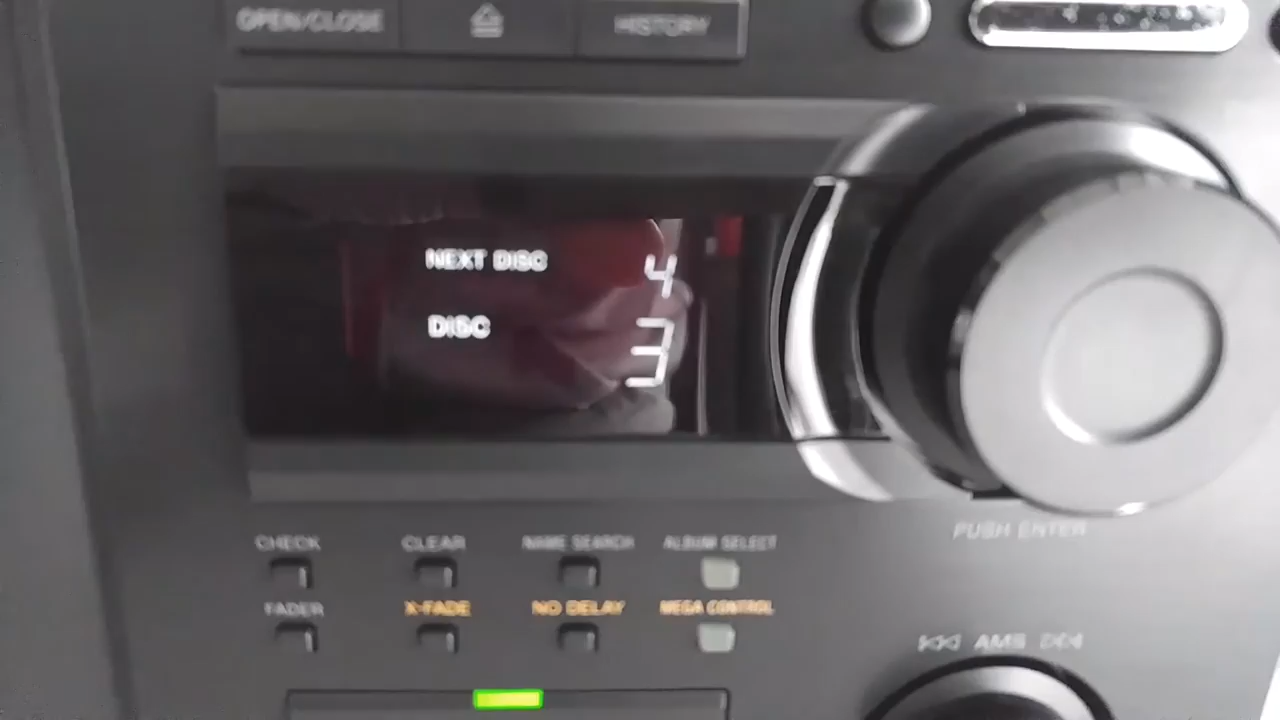 OPEN/CLOSE HISTORY
NEXT DISC 4
DISC 3
CHECK CLEAR NAME SEARCH ALBUM SELECT
PUSH ENTER
FADER X-FADE NO DELAY MEGA CONTROL
AMS